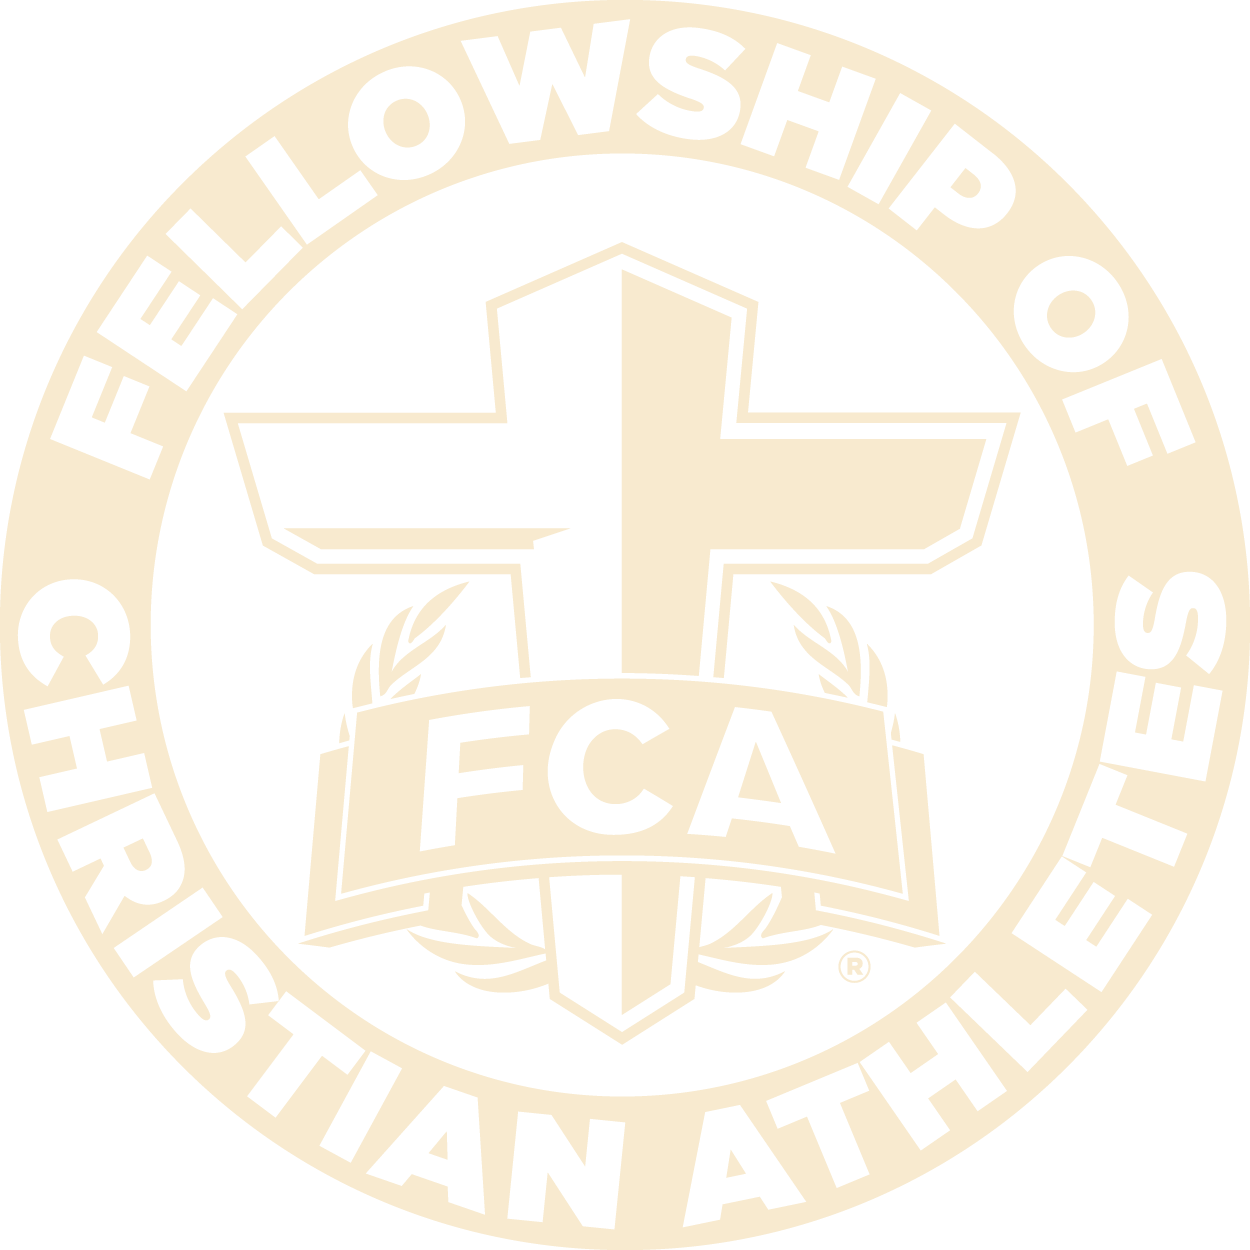 FELLOWSHIP OF
CHRISTIAN ATHLETES
FCA
®